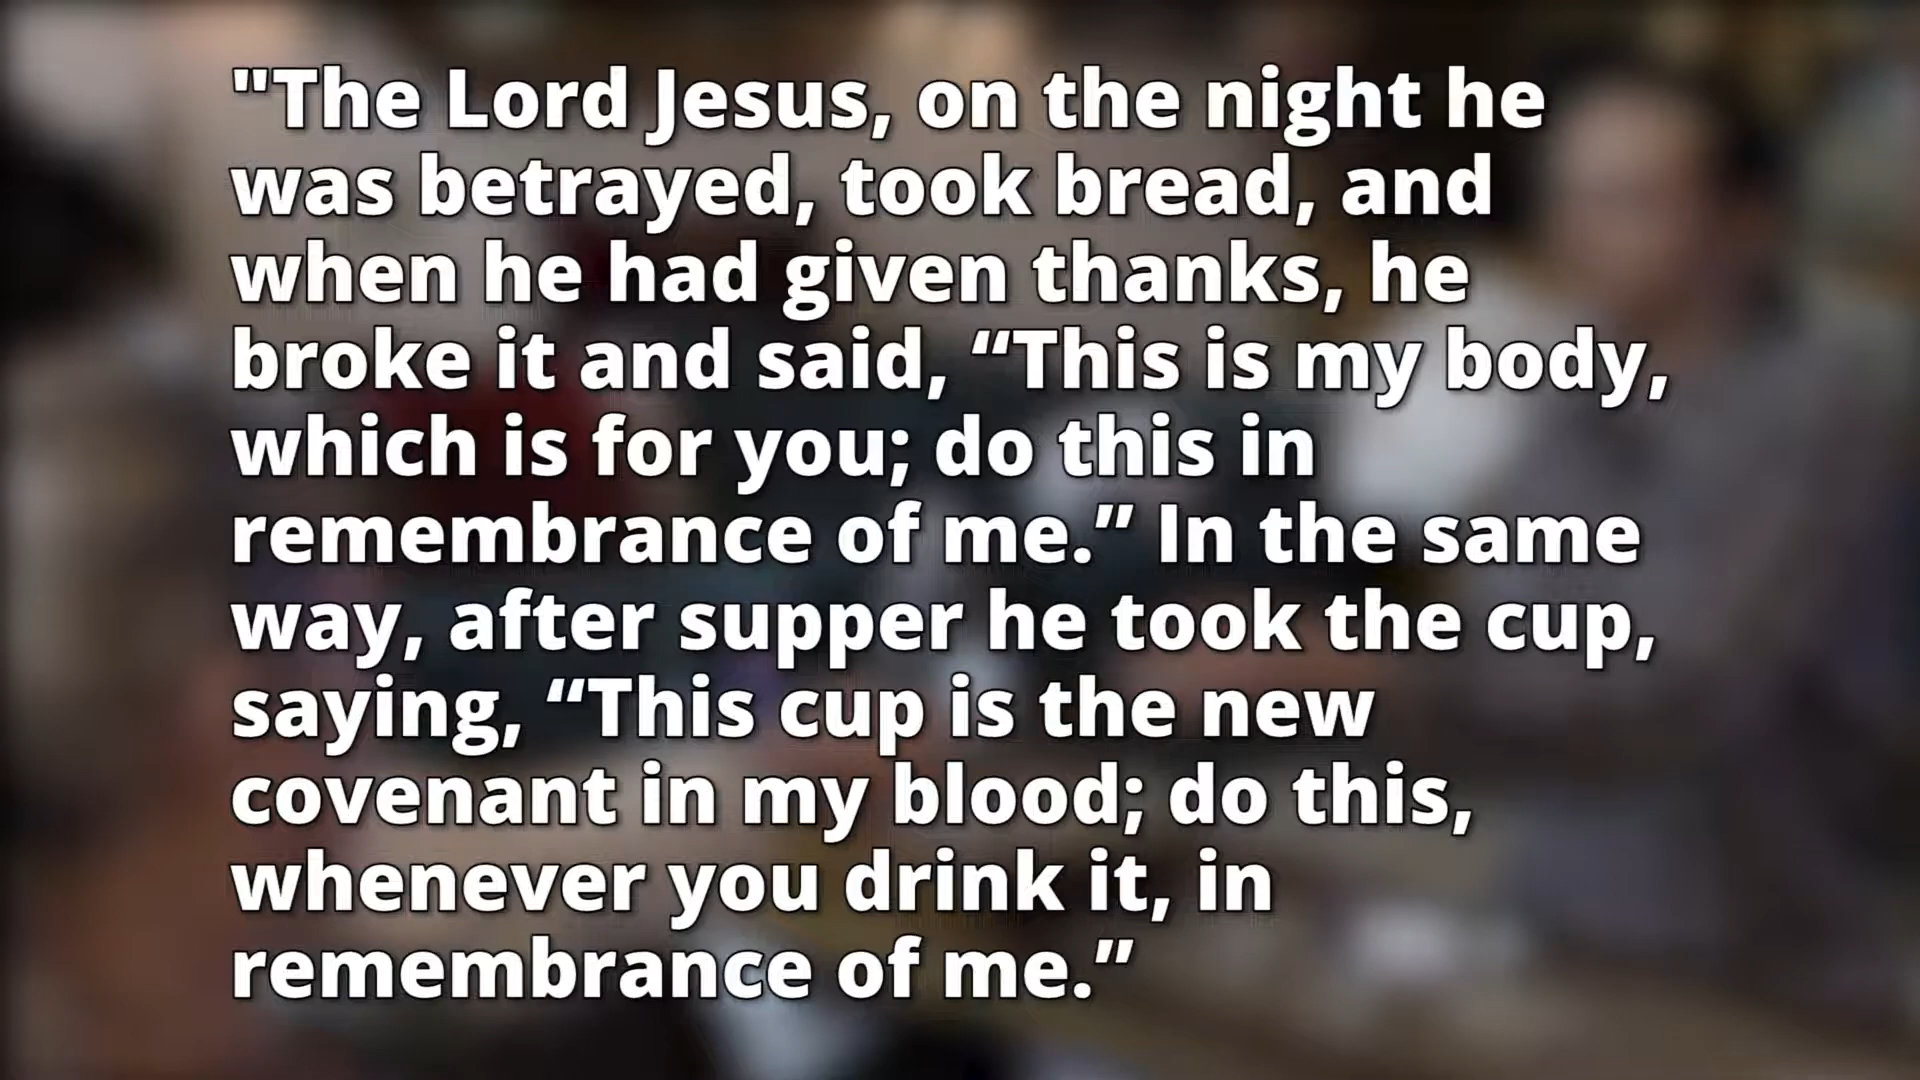 "The Lord Jesus, on the night he
was betrayed, took bread, and
when he had given thanks, he
broke it and said, “This is my body,
which is for you; do this in
remembrance of me.” In the same
way, after supper he took the cup,
saying, “This cup is the new
covenant in my blood; do this,
whenever you drink it, in
remembrance of me.”